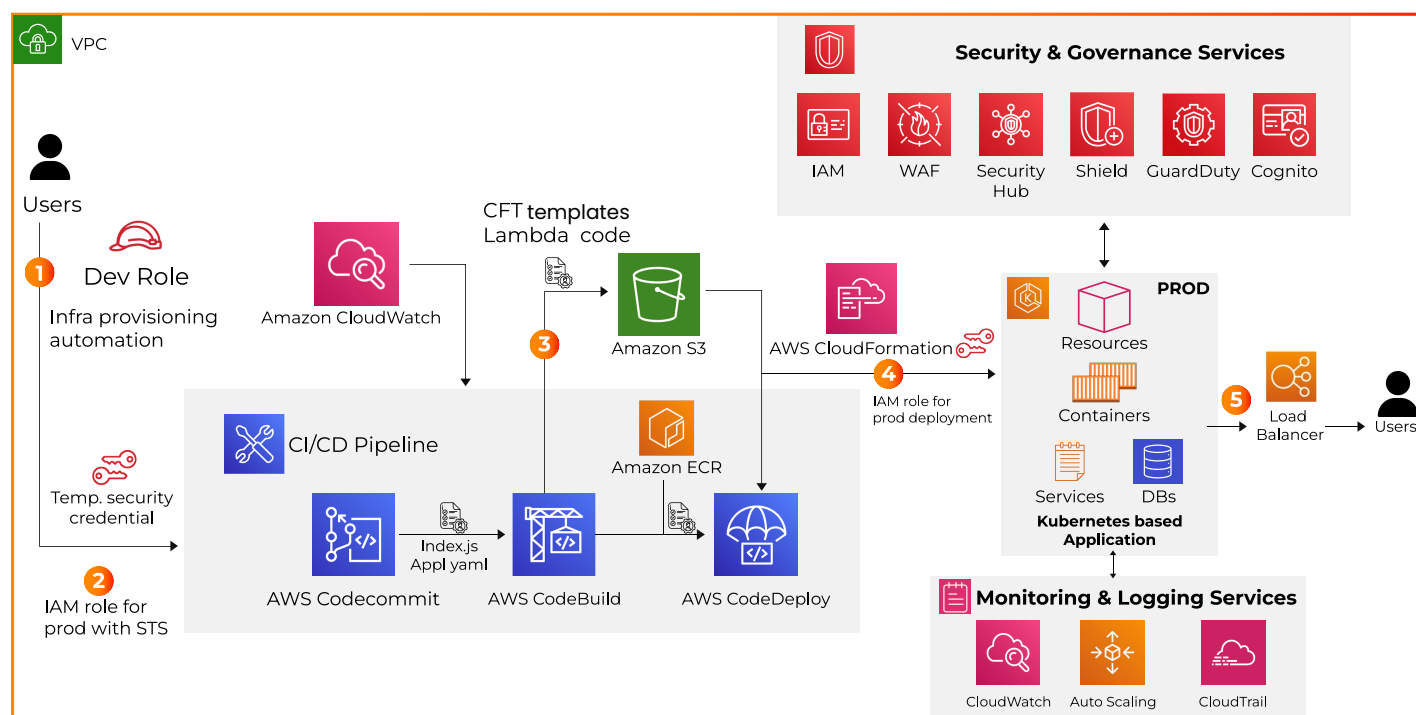 VPC
Security & Governance Services
IAM
WAF
Security
Hub
Shield
GuardDuty
Cognito
Users
1
Dev Role
Infra provisioning
automation
Amazon CloudWatch
CFT templates
Lambda code
3
Amazon S3
AWS CloudFormation
4
IAM role for
prod deployment
PROD
K
Resources
Containers
Services
DBs
Kubernetes based
Application
5
Load
Balancer
Users
CI/CD Pipeline
Amazon ECR
Temp. security
credential
2
IAM role for
prod with STS
AWS Codecommit
Index.js
Appl yaml
AWS CodeBuild
AWS CodeDeploy
Monitoring & Logging Services
CloudWatch
Auto Scaling
CloudTrail